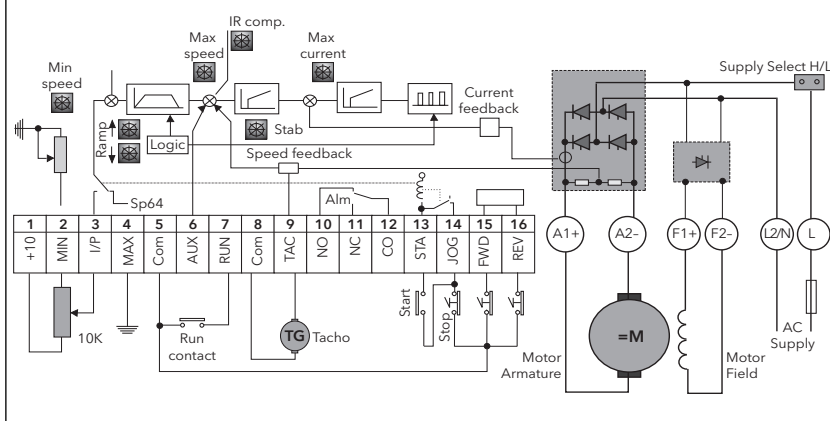 IR comp.
Max speed
Max current
Min speed
Supply Select H/L
Current feedback
Ramp
Stab
Logic
Speed feedback
Sp64
Alm
1 2 3 4 5 6 7 8 9 10 11 12 13 14 15 16
+10 MIN I/P MAX Com AUX RUN Com TAC NO NC CO STA JOG FWD REV
A1+ A2- F1+ F2- L2/N L
10K
Run contact
TG Tacho
Start
Stop
=M
Motor Armature
Motor Field
AC Supply